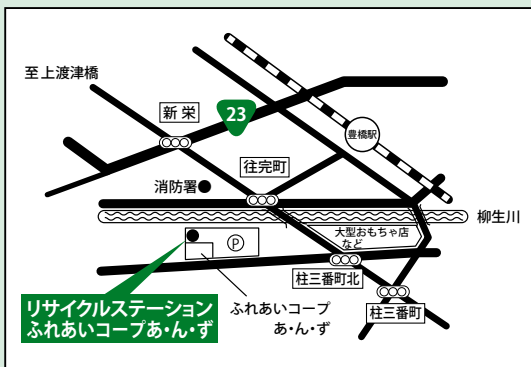 至上渡津橋
新栄
23
豊橋駅
往完町
消防署
柳生川
大型おもちゃ店
など
P
柱三番町北
リサイクルステーション
ふれあいコープあ・ん・ず
ふれあいコープ
あ・ん・ず
柱三番町